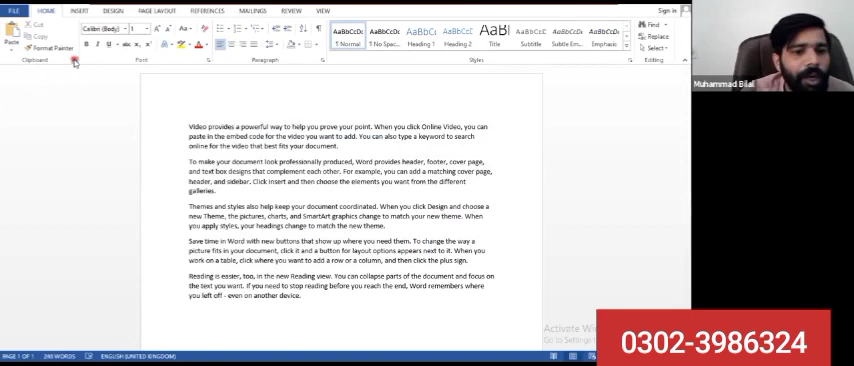 FILE HOME INSERT DESIGN PAGE LAYOUT REFERENCES MAILINGS REVIEW VIEW Sign in
Cut
Copy
Format Painter
Paste
Calibri (Body) 1
Clipboard Font Paragraph Styles Editing
AaBbCcDc AaBbCcDc AaBbCc AaBbCc AaBl AaBbCcD AaBbCcDc AaBbCcDc
¶ Normal ¶ No Spac... Heading 1 Heading 2 Title Subtitle Subtle Em... Emphasis
Find
Replace
Select
Muhammad Bilal
Video provides a powerful way to help you prove your point. When you click Online Video, you can
paste in the embed code for the video you want to add. You can also type a keyword to search
online for the video that best fits your document.
To make your document look professionally produced, Word provides header, footer, cover page,
and text box designs that complement each other. For example, you can add a matching cover page,
header, and sidebar. Click Insert and then choose the elements you want from the different
galleries.
Themes and styles also help keep your document coordinated. When you click Design and choose a
new Theme, the pictures, charts, and SmartArt graphics change to match your new theme. When
you apply styles, your headings change to match the new theme.
Save time in Word with new buttons that show up where you need them. To change the way a
picture fits in your document, click it and a button for layout options appears next to it. When you
work on a table, click where you want to add a row or a column, and then click the plus sign.
Reading is easier, too, in the new Reading view. You can collapse parts of the document and focus on
the text you want. If you need to stop reading before you reach the end, Word remembers where
you left off - even on another device.
Activate Wi
Go to Settings
0302-3986324
PAGE 1 OF 1 WORDS ENGLISH (UNITED KINGDOM)